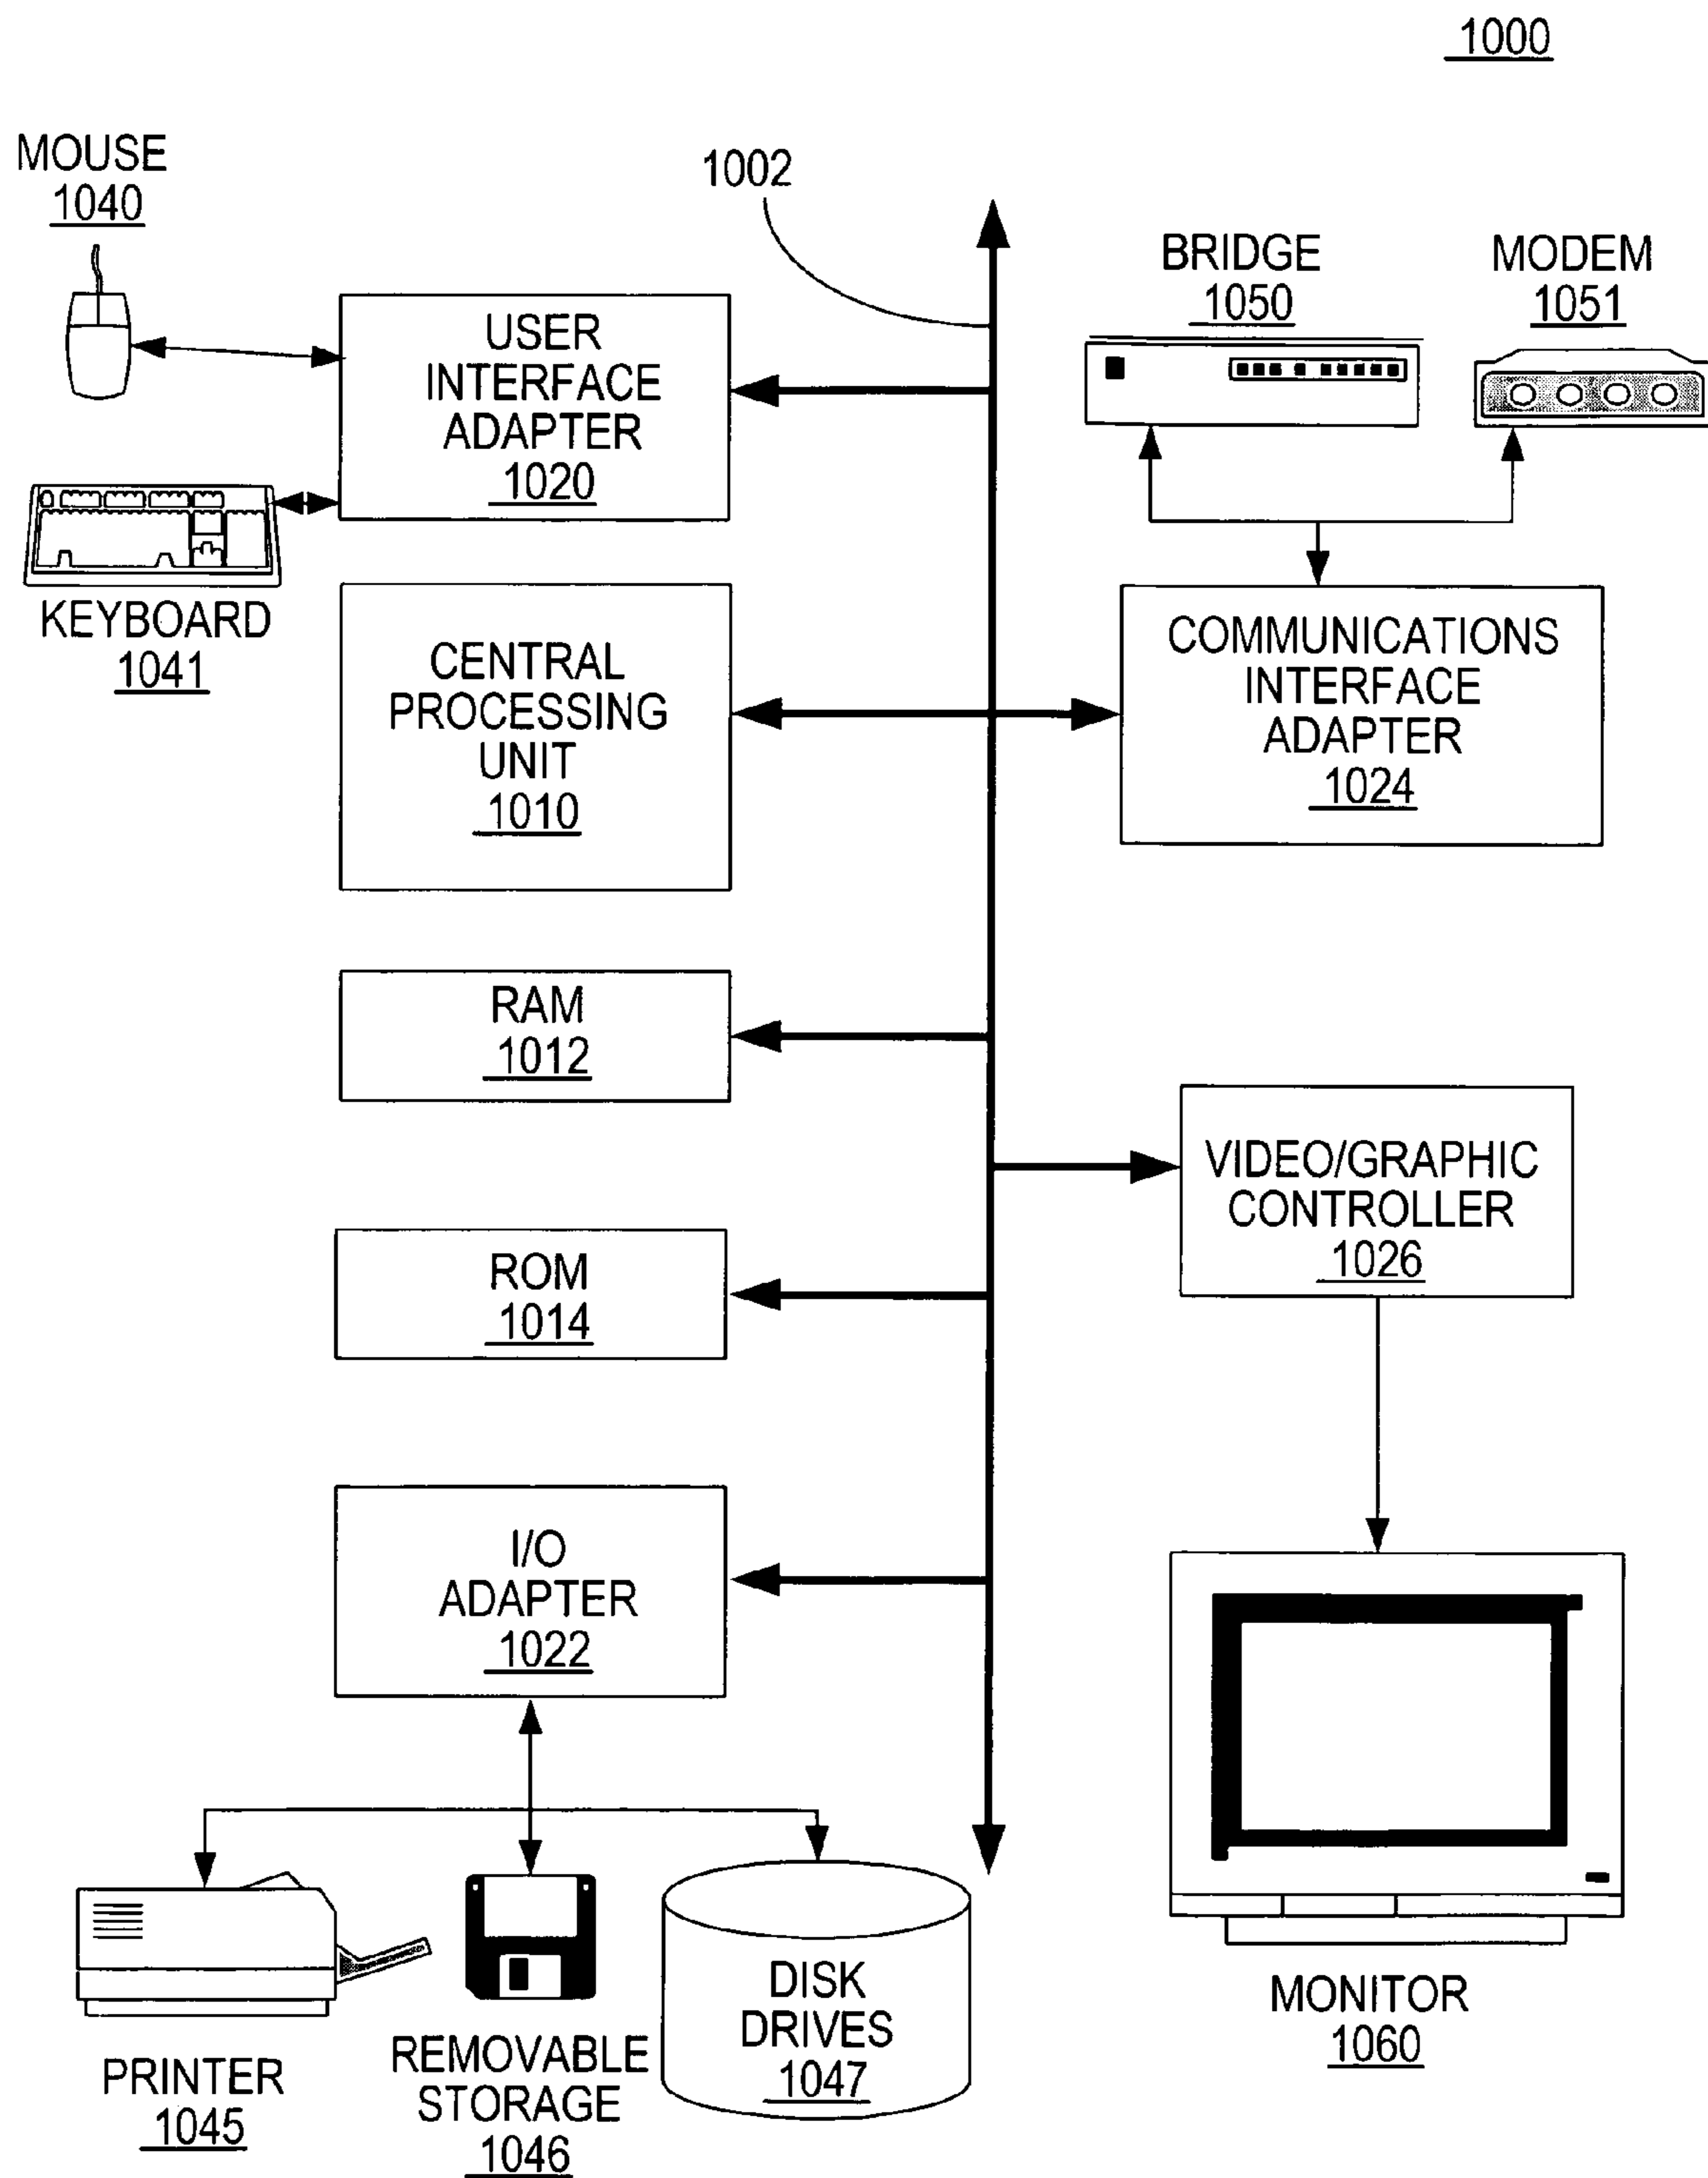 1000
MOUSE
1040
1002
BRIDGE
1050
MODEM
1051
USER
INTERFACE
ADAPTER
1020
KEYBOARD
1041
CENTRAL
PROCESSING
UNIT
1010
COMMUNICATIONS
INTERFACE
ADAPTER
1024
RAM
1012
VIDEO/GRAPHIC
CONTROLLER
1026
ROM
1014
I/O
ADAPTER
1022
PRINTER
1045
REMOVABLE
STORAGE
1046
DISK
DRIVES
1047
MONITOR
1060